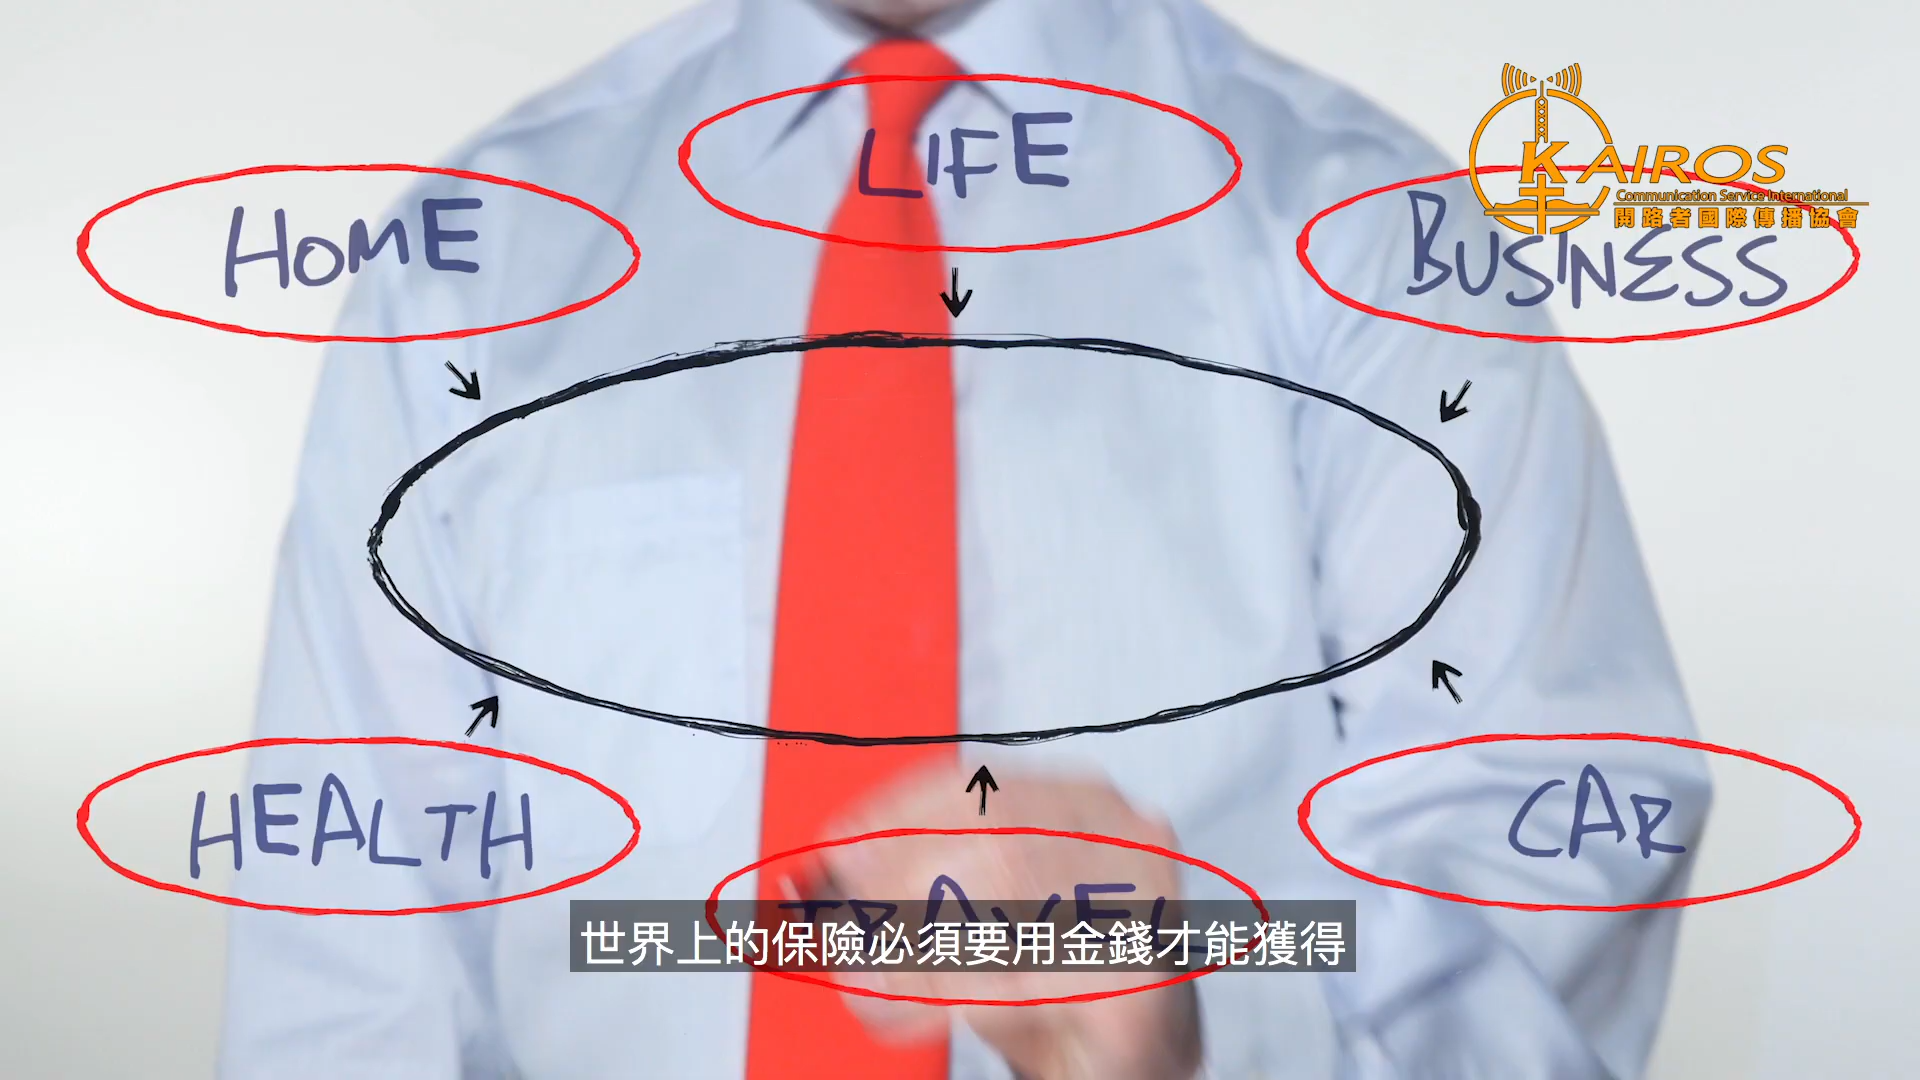 LIFE
KAIROS
Communication Service International
開路者國際傳播協會
HOME
BUSINESS
HEALTH
CAR
TRAVEL
世界上的保險必須要用金錢才能獲得